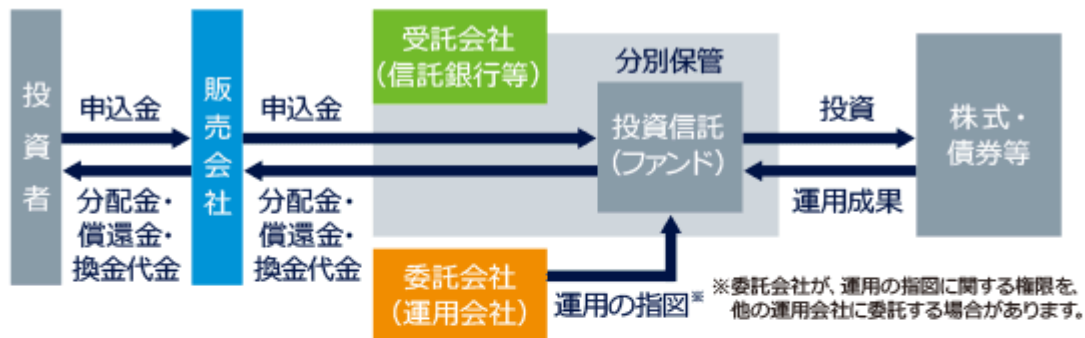 投資者
申込金
分配金・
償還金・
換金代金
販売会社
申込金
分配金・
償還金・
換金代金
受託会社
（信託銀行等）
分別保管
投資信託
（ファンド）
委託会社
（運用会社）
運用の指図※
投資
運用成果
株式・
債券等
※委託会社が、運用の指図に関する権限を、
他の運用会社に委託する場合があります。